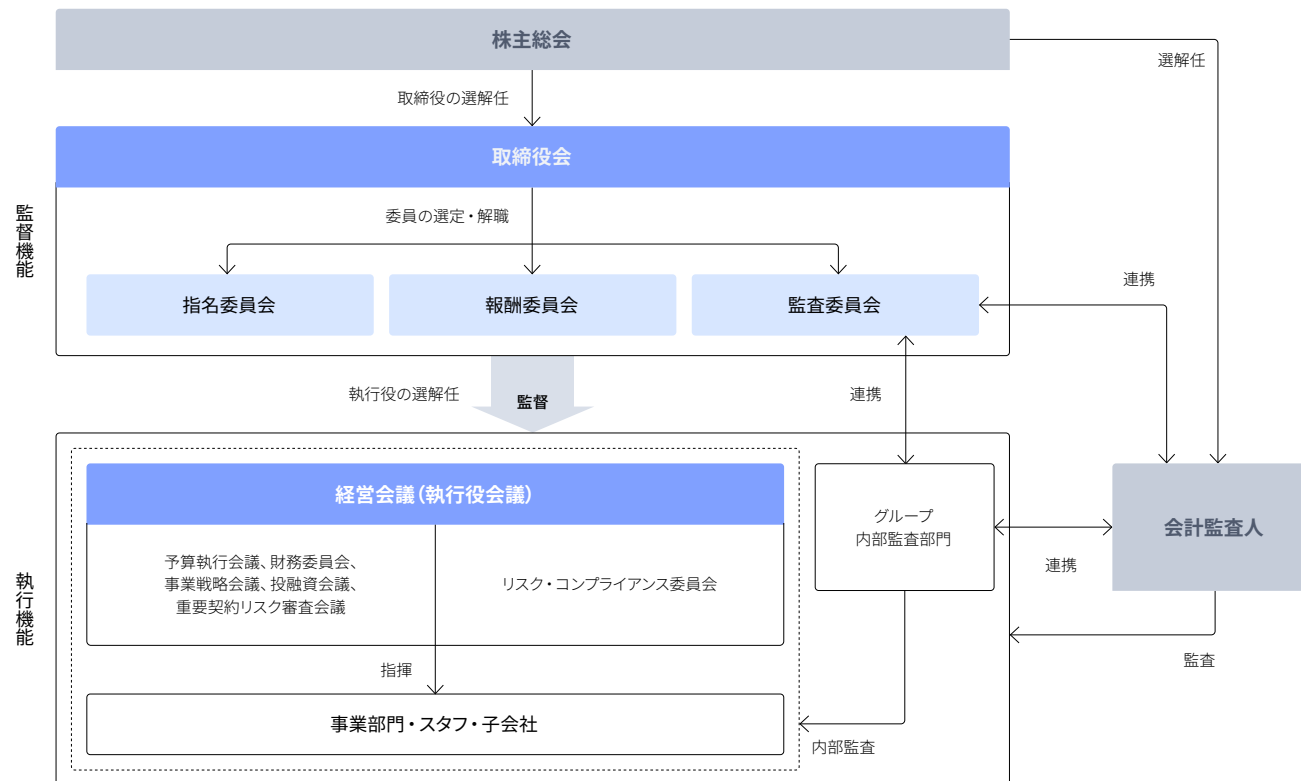 株主総会
選解任
取締役の選解任
取締役会
監督機能
委員の選定・解職
指名委員会
報酬委員会
監査委員会
連携
執行役の選解任
監督
連携
執行機能
経営会議(執行役会議)
予算執行会議、財務委員会、
事業戦略会議、投融資会議、
重要契約リスク審査会議
リスク・コンプライアンス委員会
グループ
内部監査部門
会計監査人
連携
監査
指揮
事業部門・スタッフ・子会社
内部監査